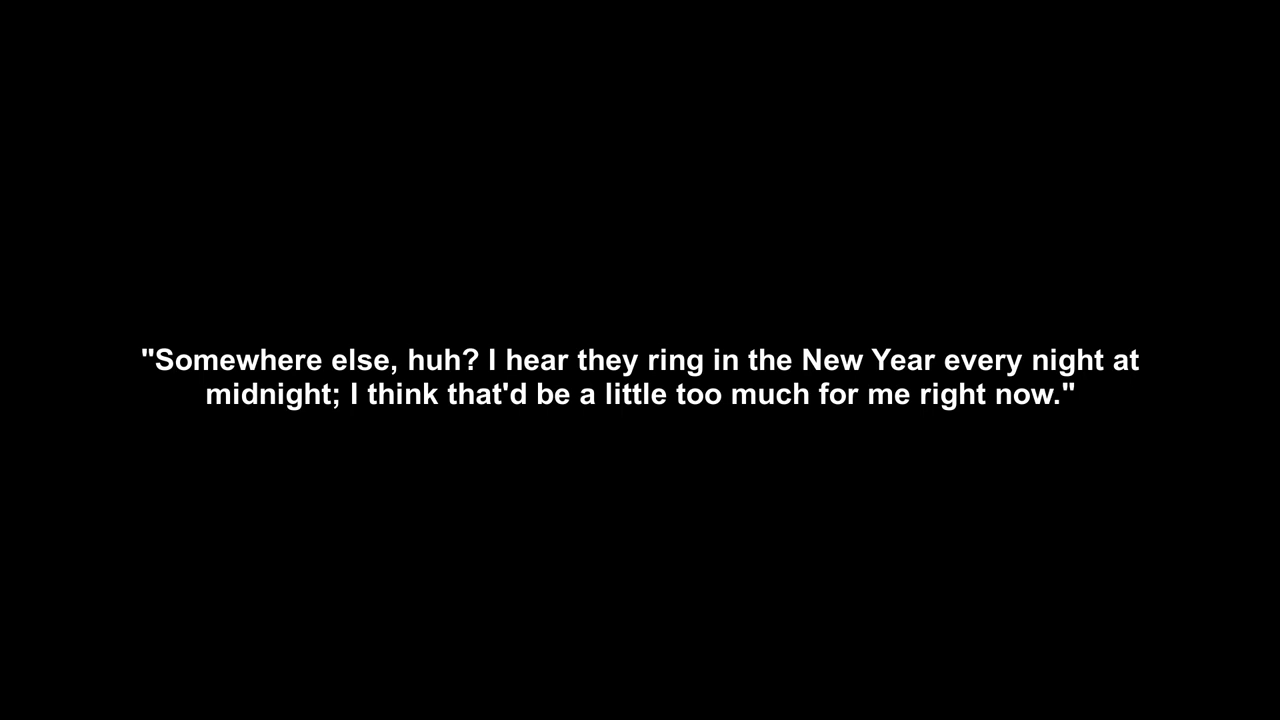 "Somewhere else, huh? I hear they ring in the New Year every night at
midnight; I think that'd be a little too much for me right now."